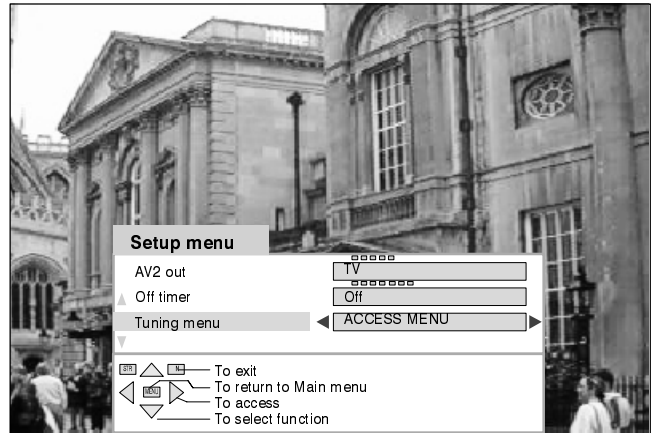 Setup menu
AV2 out TV
Off timer Off
Tuning menu ACCESS MENU
STR N To exit
MENU To return to Main menu
To access
To select function